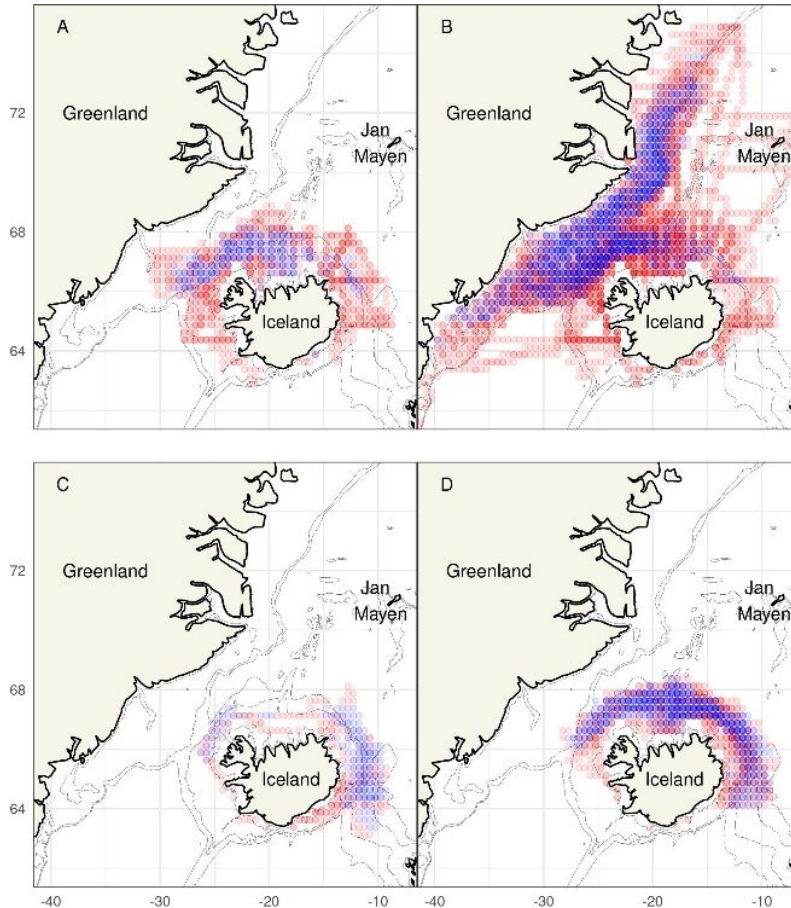 A
B
Greenland
Greenland
72
Jan
Mayen
Jan
Mayen
68
Iceland
Iceland
64
C
D
Greenland
Greenland
72
Jan
Mayen
Jan
Mayen
68
Iceland
Iceland
64
-40
-30
-20
-10
-40
-30
-20
-10